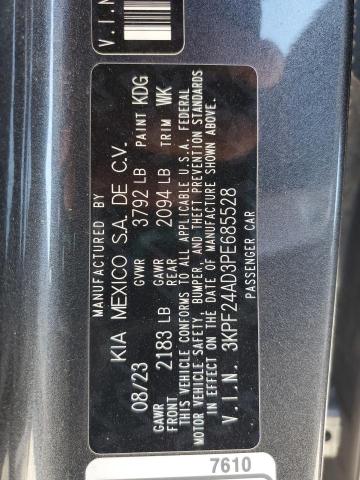 V.I.N
MANUFACTURED BY
KIA MEXICO S.A. DE C.V.
08/23 GVWR 3792 LB PAINT KDG
GAWR FRONT 2183 LB GAWR REAR 2094 LB TRIM WK
THIS VEHICLE CONFORMS TO ALL APPLICABLE U.S.A. FEDERAL
MOTOR VEHICLE SAFETY, BUMPER, AND THEFT PREVENTION STANDARDS
IN EFFECT ON THE DATE OF MANUFACTURE SHOWN ABOVE.
V.I.N. 3KPF24AD3PE685528
PASSENGER CAR
7610